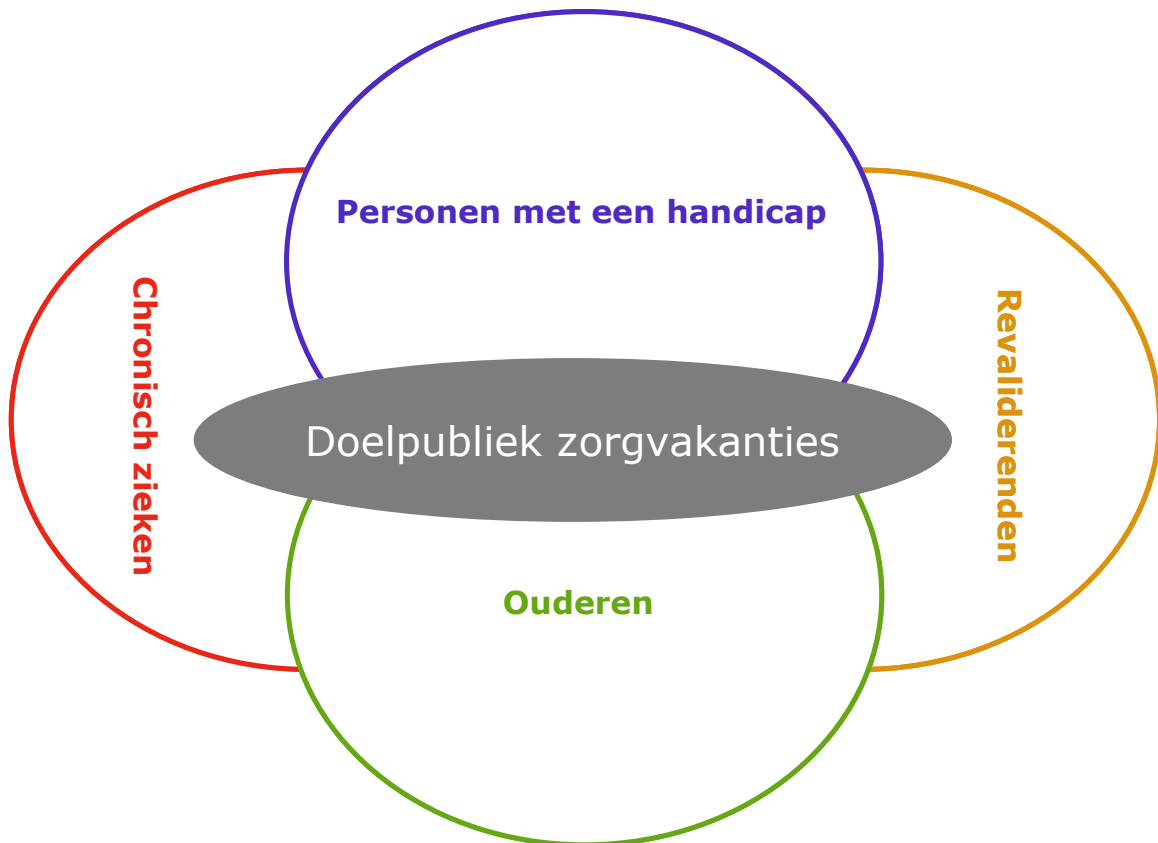 Personen met een handicap
Chronisch zieken
Revaliderenden
Doelpubliek zorgvakanties
Ouderen